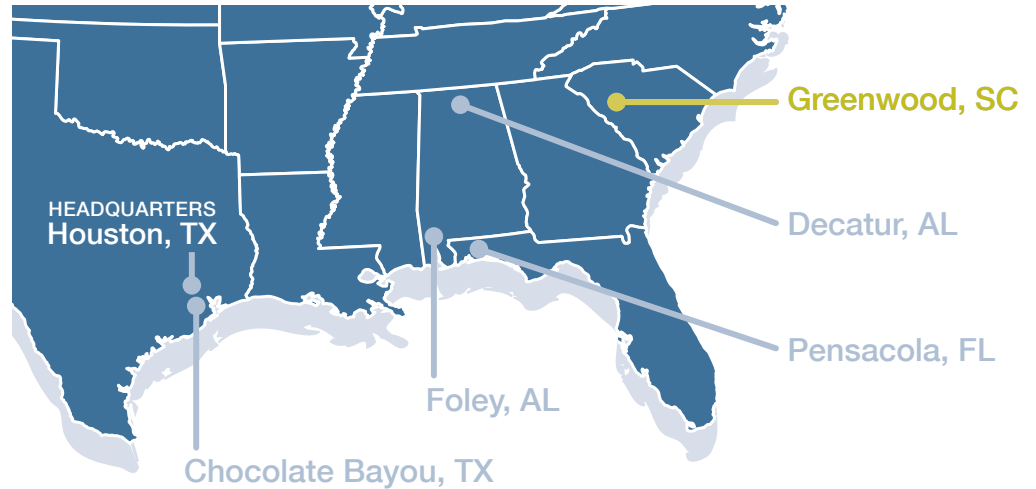 Greenwood, SC
HEADQUARTERS
Houston, TX
Decatur, AL
Pensacola, FL
Foley, AL
Chocolate Bayou, TX